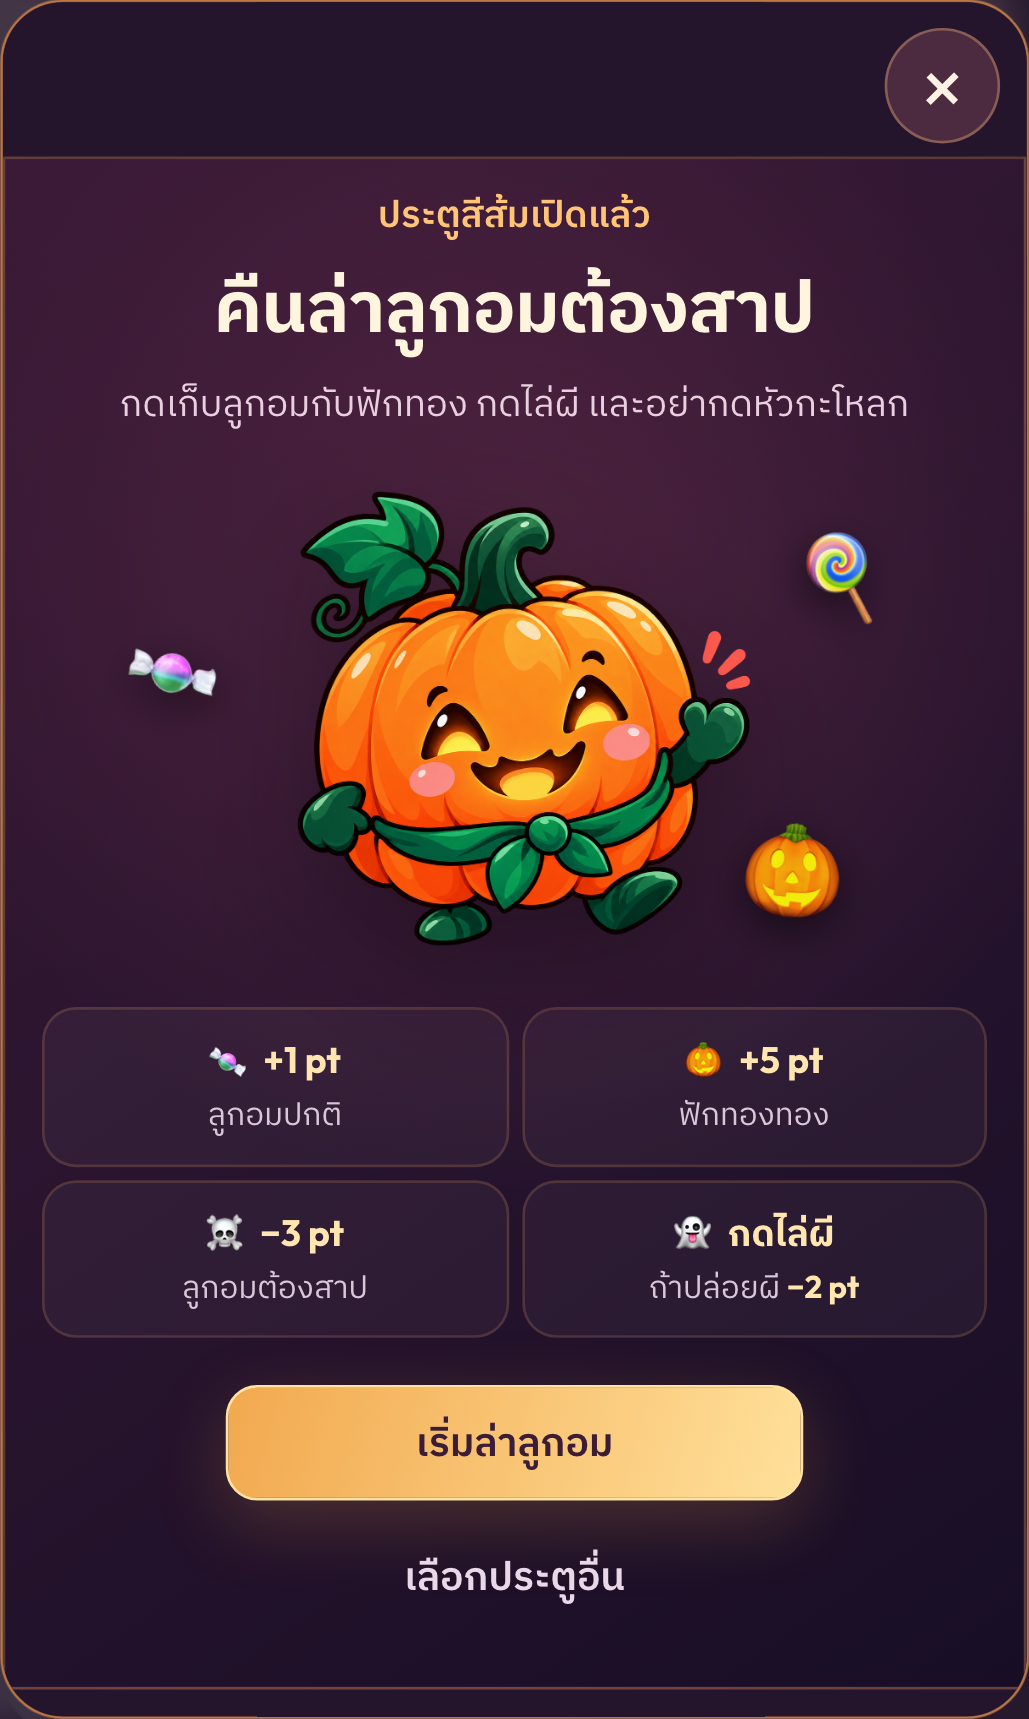 ×
ประตูสีส้มเปิดแล้ว
คืนล่าลูกอมต้องสาป
กดเก็บลูกอมกับฟักทอง กดไล่ผี และอย่ากดหัวกะโหลก
+1 pt
ลูกอมปกติ
+5 pt
ฟักทองทอง
−3 pt
ลูกอมต้องสาป
กดไล่ผี
ถ้าปล่อยผี −2 pt
เริ่มล่าลูกอม
เลือกประตูอื่น